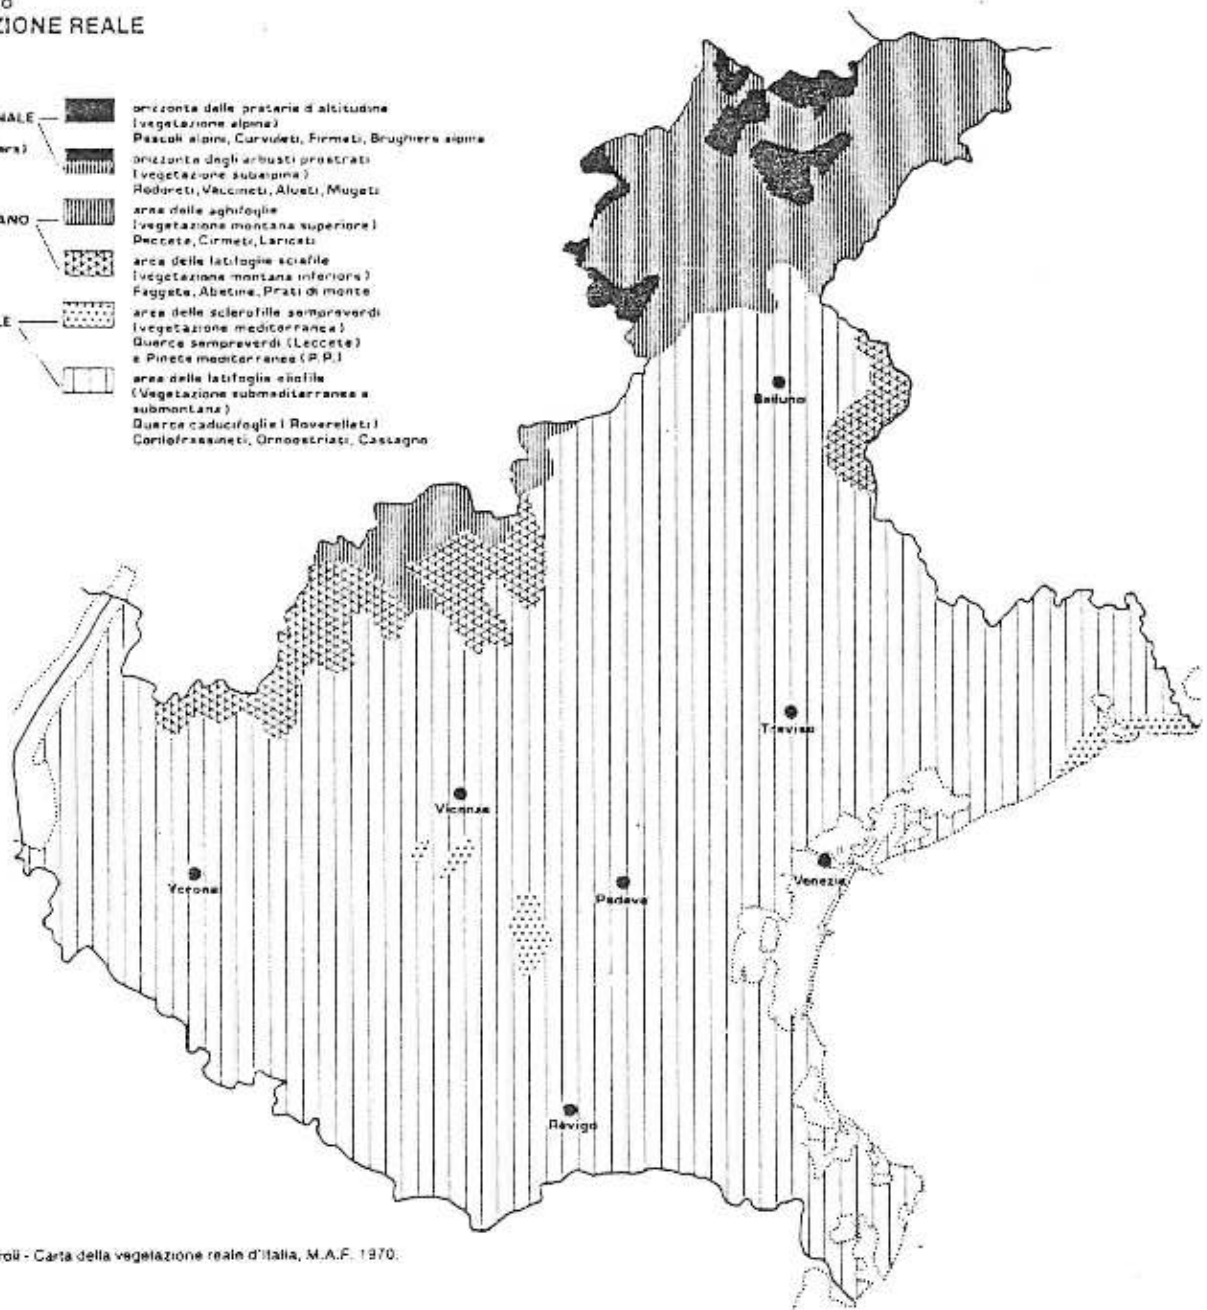 ZIONE REALE
NALE
orizzonte delle praterie d'altitudine
(vegetazione alpina)
Pascoli alpini, Curvuleti, Firmeti, Brughiera alpina
orizzonte degli arbusti prostrati
(vegetazione subalpina)
Rodoreti, Vaccineti, Alneti, Mugeti
ANO
area delle aghifoglie
(vegetazione montana superiore)
Peccete, Cirmeti, Lariceti
area delle latifoglie sciafile
(vegetazione montana inferiore)
Faggete, Abetine, Prati di monte
LE
area delle sclerofille sempreverdi
(vegetazione mediterranea)
Querce sempreverdi (Leccete)
e Pinete mediterranee (P.P.)
area delle latifoglie eliofile
(Vegetazione submediterranea e
submontana)
Querce caducifoglie (Roverelleti)
Corilofrassineti, Ornoostrieti, Castagno
Belluno
Treviso
Vicenza
Verona
Padova
Venezia
Rovigo
- Carta della vegetazione reale d'Italia, M.A.F. 1970.